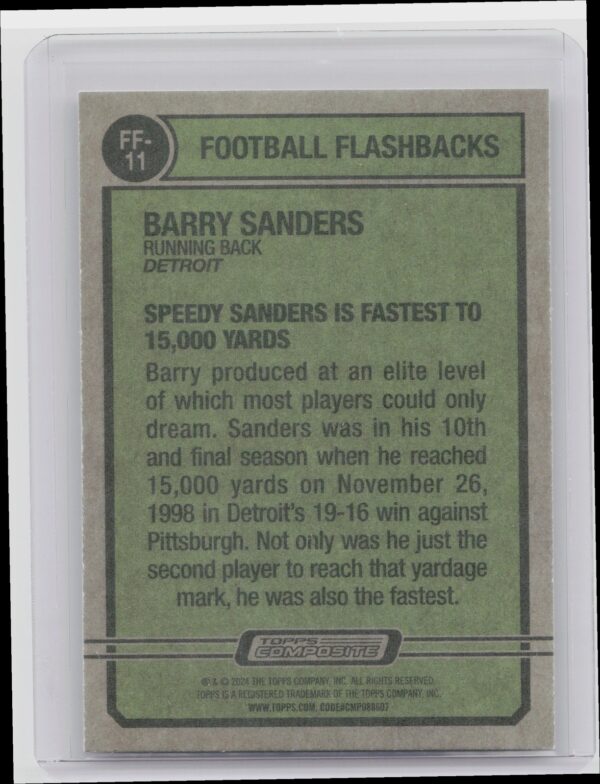 FF-
11
FOOTBALL FLASHBACKS
BARRY SANDERS
RUNNING BACK
DETROIT
SPEEDY SANDERS IS FASTEST TO
15,000 YARDS
Barry produced at an elite level
of which most players could only
dream. Sanders was in his 10th
and final season when he reached
15,000 yards on November 26,
1998 in Detroit's 19-16 win against
Pittsburgh. Not only was he just the
second player to reach that yardage
mark, he was also the fastest.
TOPPS
COMPOSITE
® & © 2024 THE TOPPS COMPANY, INC. ALL RIGHTS RESERVED.
TOPPS IS A REGISTERED TRADEMARK OF THE TOPPS COMPANY, INC.
WWW.TOPPS.COM. CODE#CMP088607